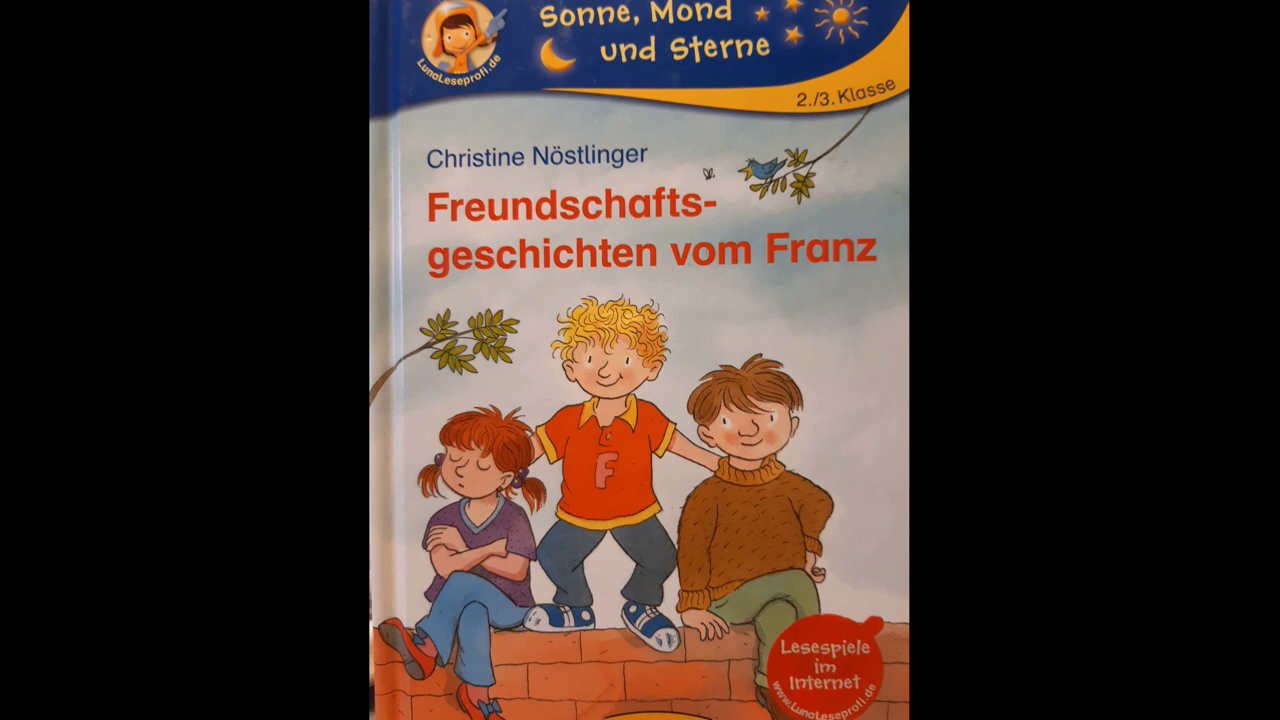 Sonne, Mond
und Sterne
LunaLeseprofi.de
2./3. Klasse
Christine Nöstlinger
Freundschafts-
geschichten vom Franz
F
Lesespiele
im
Internet
www.LunaLeseprofi.de